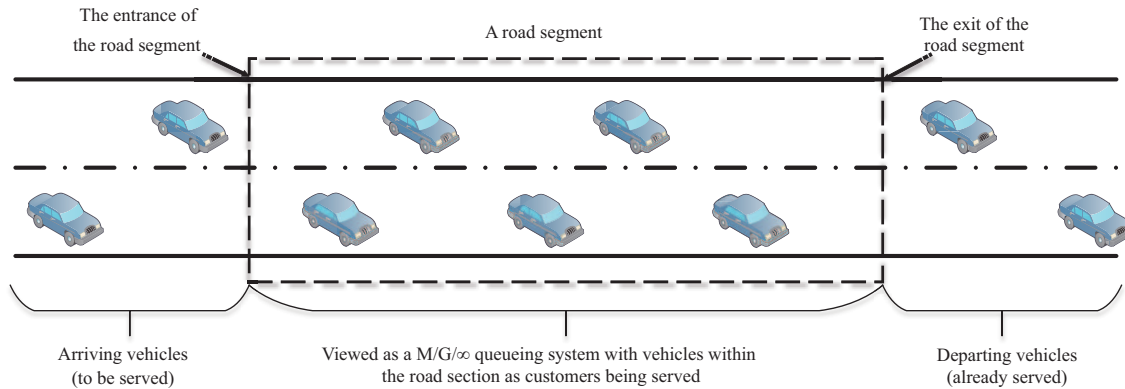 The entrance of
the road segment
A road segment
The exit of the
road segment
Arriving vehicles
(to be served)
Viewed as a M/G/∞ queueing system with vehicles within
the road section as customers being served
Departing vehicles
(already served)